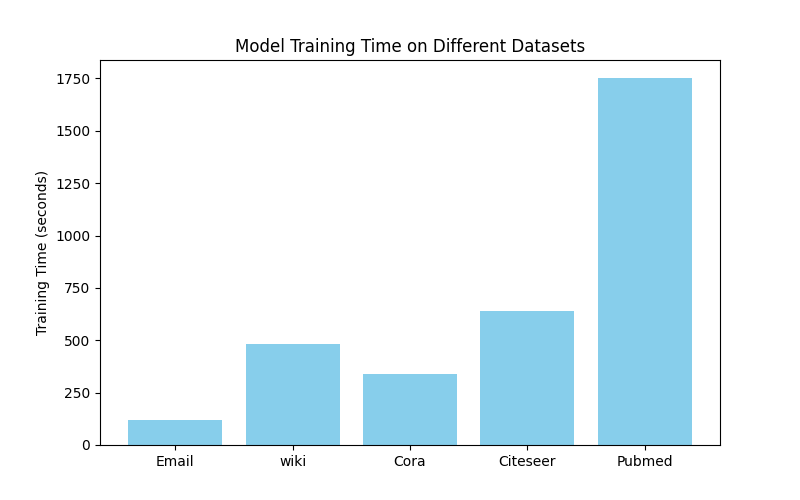 Model Training Time on Different Datasets
Training Time (seconds)
1750
1500
1250
1000
750
500
250
0
Email wiki Cora Citeseer Pubmed